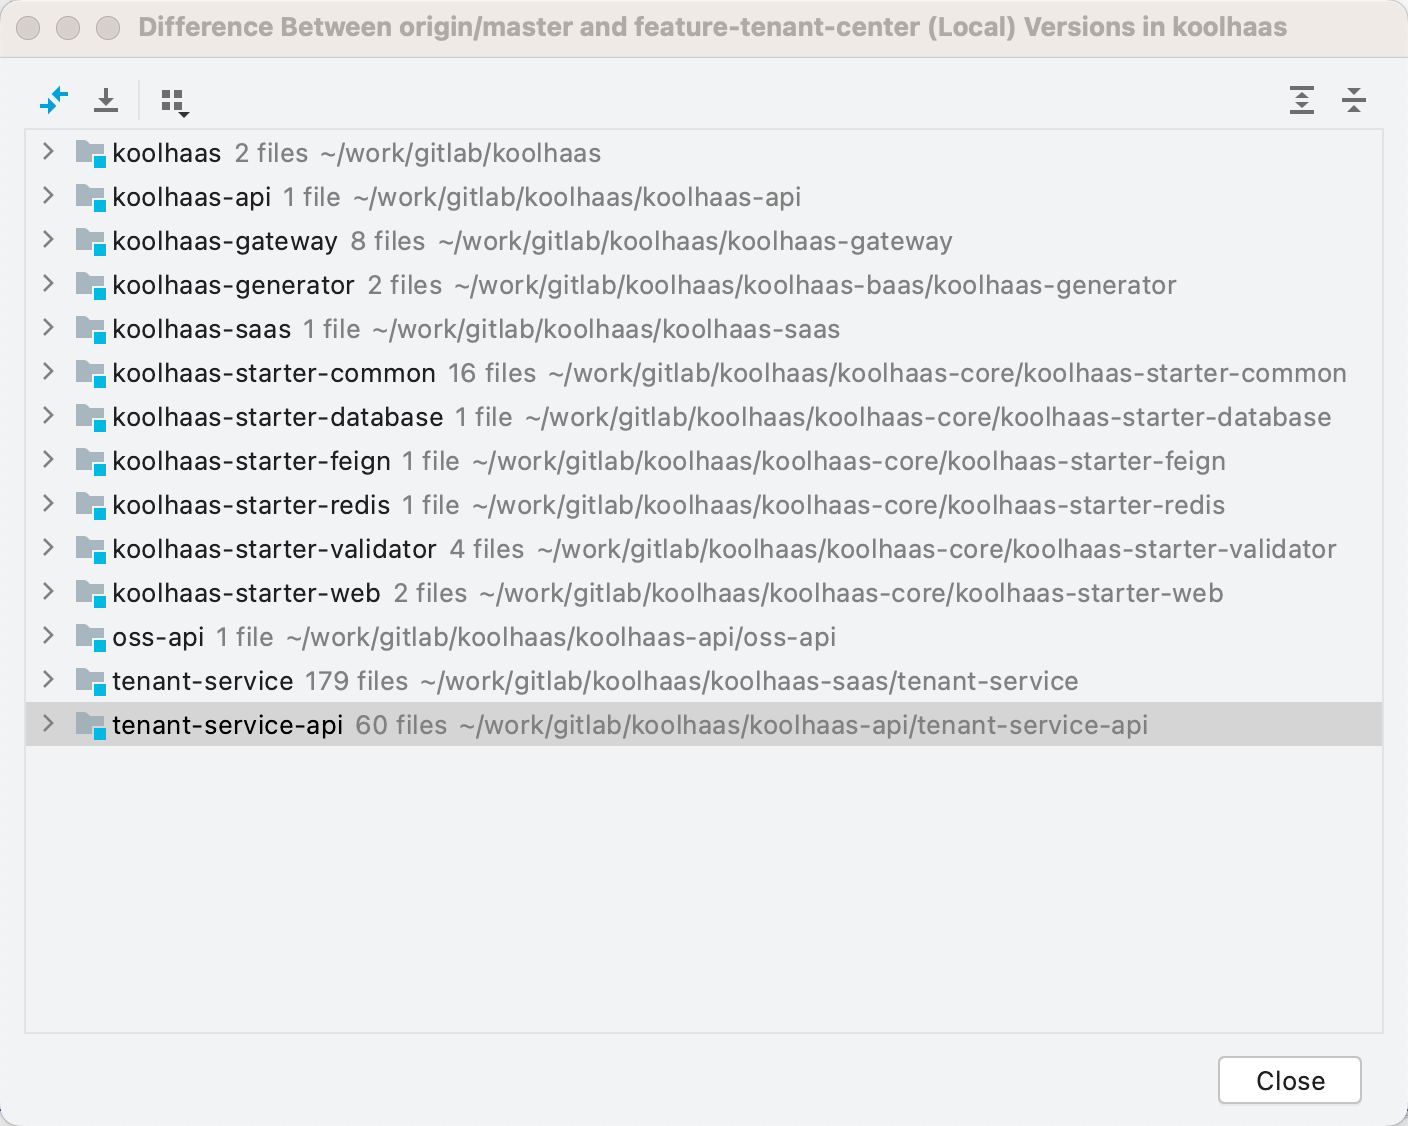 Difference Between origin/master and feature-tenant-center (Local) Versions in koolhaas
koolhaas 2 files ~/work/gitlab/koolhaas
koolhaas-api 1 file ~/work/gitlab/koolhaas/koolhaas-api
koolhaas-gateway 8 files ~/work/gitlab/koolhaas/koolhaas-gateway
koolhaas-generator 2 files ~/work/gitlab/koolhaas/koolhaas-baas/koolhaas-generator
koolhaas-saas 1 file ~/work/gitlab/koolhaas/koolhaas-saas
koolhaas-starter-common 16 files ~/work/gitlab/koolhaas/koolhaas-core/koolhaas-starter-common
koolhaas-starter-database 1 file ~/work/gitlab/koolhaas/koolhaas-core/koolhaas-starter-database
koolhaas-starter-feign 1 file ~/work/gitlab/koolhaas/koolhaas-core/koolhaas-starter-feign
koolhaas-starter-redis 1 file ~/work/gitlab/koolhaas/koolhaas-core/koolhaas-starter-redis
koolhaas-starter-validator 4 files ~/work/gitlab/koolhaas/koolhaas-core/koolhaas-starter-validator
koolhaas-starter-web 2 files ~/work/gitlab/koolhaas/koolhaas-core/koolhaas-starter-web
oss-api 1 file ~/work/gitlab/koolhaas/koolhaas-api/oss-api
tenant-service 179 files ~/work/gitlab/koolhaas/koolhaas-saas/tenant-service
tenant-service-api 60 files ~/work/gitlab/koolhaas/koolhaas-api/tenant-service-api
Close